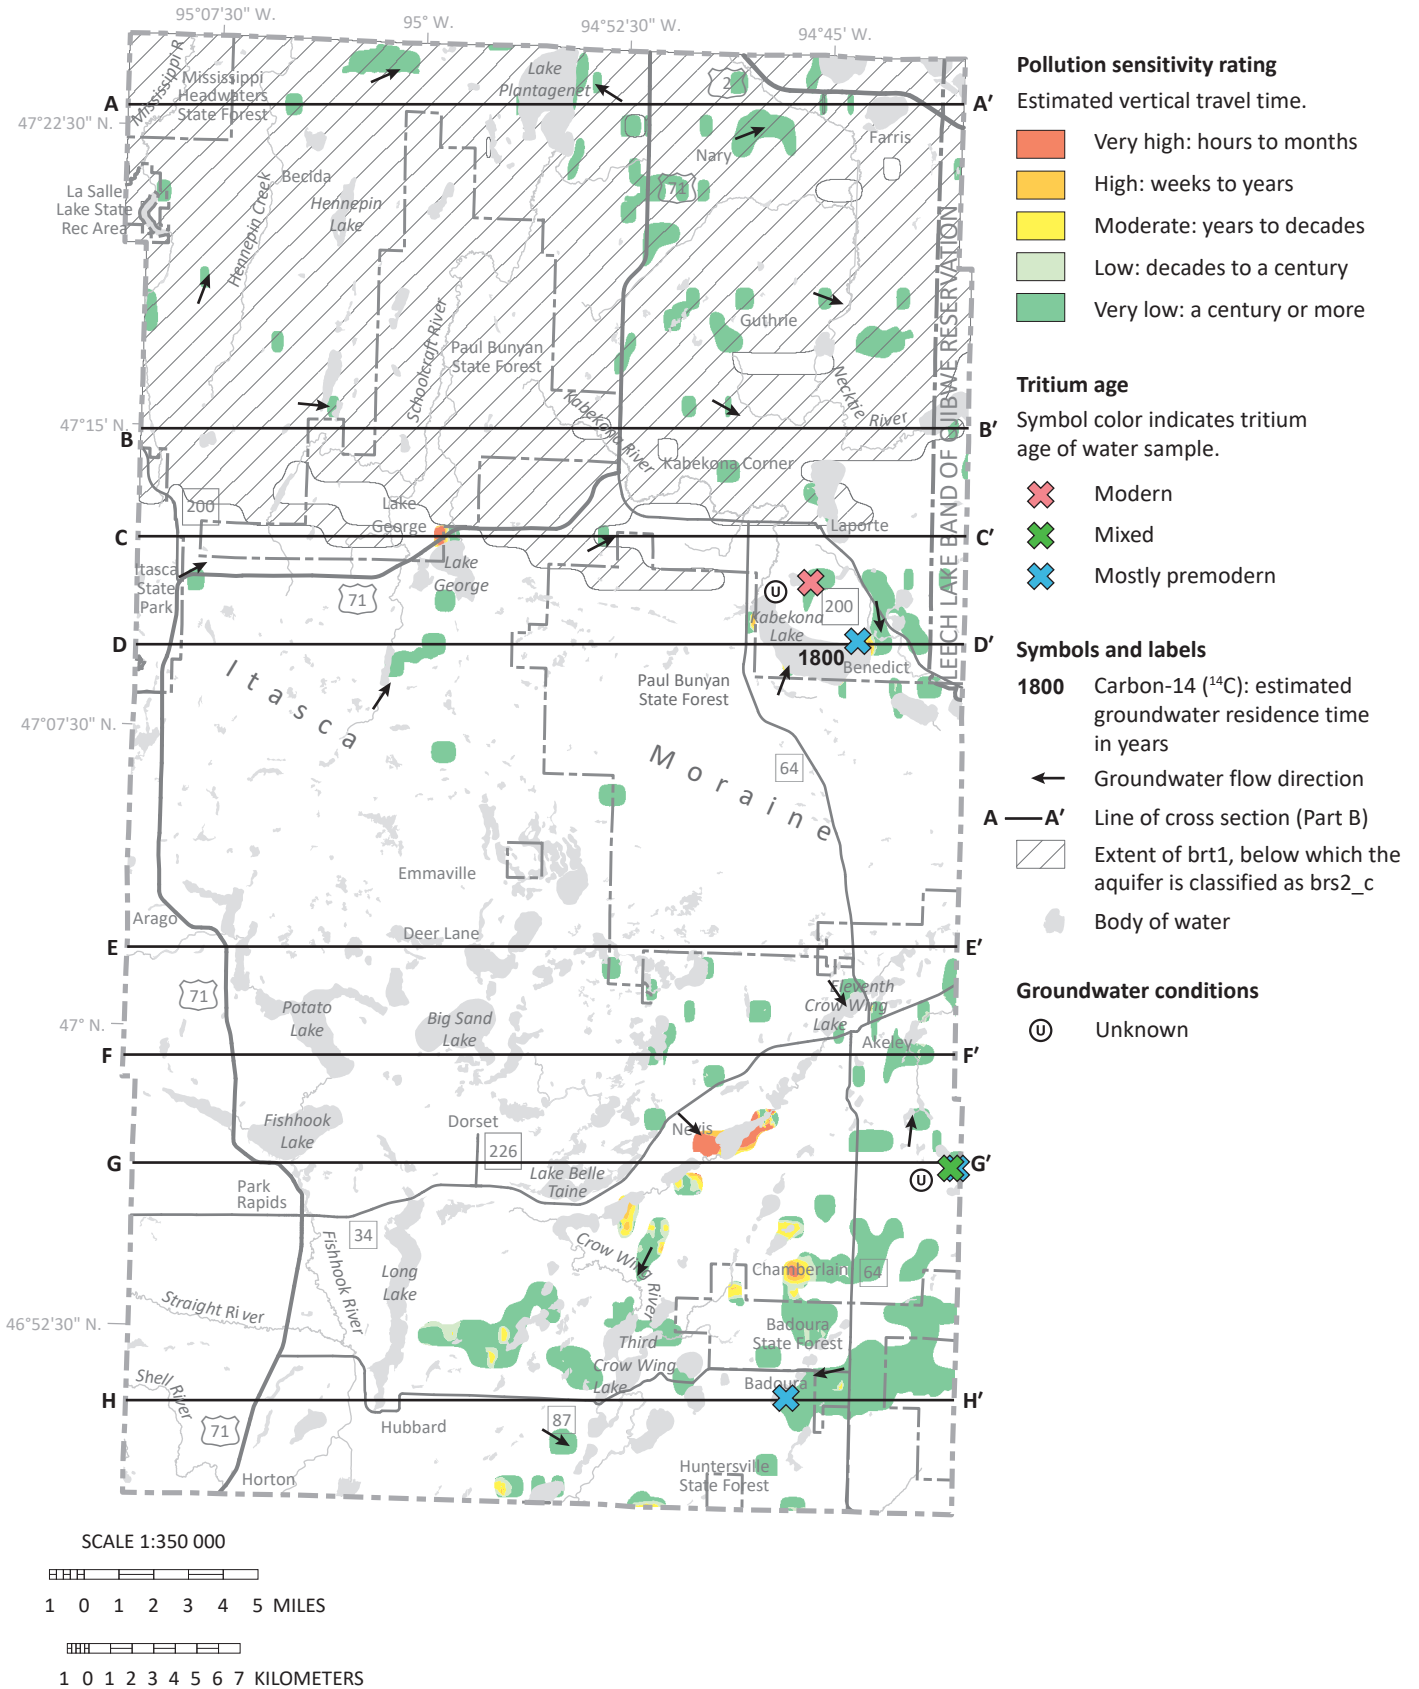 95°07'30" W.
95° W.
94°52'30" W.
94°45' W.
Mississippi R
Mississippi
Headwaters
State Forest
Lake
Plantagenet
2
A
A′
47°22'30" N.
Nary
Farris
71
La Salle
Lake State
Rec Area
Becida
Hennepin
Lake
Hennepin Creek
Schoolcraft River
Paul Bunyan
State Forest
Guthrie
Necktie
River
Kabekona River
LEECH LAKE BAND OF OJIBWE RESERVATION
47°15' N.
B
B′
Kabekona Corner
200
Lake
George
Laporte
C
C′
Itasca
State
Park
Lake
George
71
U
200
Kabekona
Lake
D
D′
1800
Benedict
Itasca
Moraine
Paul Bunyan
State Forest
47°07'30" N.
64
Emmaville
Arago
Deer Lane
E
E′
71
Potato
Lake
Big Sand
Lake
Eleventh
Crow Wing
Lake
47° N.
Akeley
F
F′
Fishhook
Lake
Dorset
Nevis
226
G
G′
Lake Belle
Taine
U
Park
Rapids
34
Fishhook River
Long
Lake
Crow Wing River
Chamberlain
64
Straight River
46°52'30" N.
Third
Crow Wing
Lake
Badoura
State Forest
Shell River
Badoura
H
H′
71
Hubbard
87
Horton
Huntersville
State Forest
SCALE 1:350 000
1 0 1 2 3 4 5 MILES
1 0 1 2 3 4 5 6 7 KILOMETERS
Pollution sensitivity rating
Estimated vertical travel time.
Very high: hours to months
High: weeks to years
Moderate: years to decades
Low: decades to a century
Very low: a century or more
Tritium age
Symbol color indicates tritium
age of water sample.
Modern
Mixed
Mostly premodern
Symbols and labels
1800 Carbon-14 (¹⁴C): estimated
groundwater residence time
in years
Groundwater flow direction
A A′ Line of cross section (Part B)
Extent of brt1, below which the
aquifer is classified as brs2_c
Body of water
Groundwater conditions
U Unknown